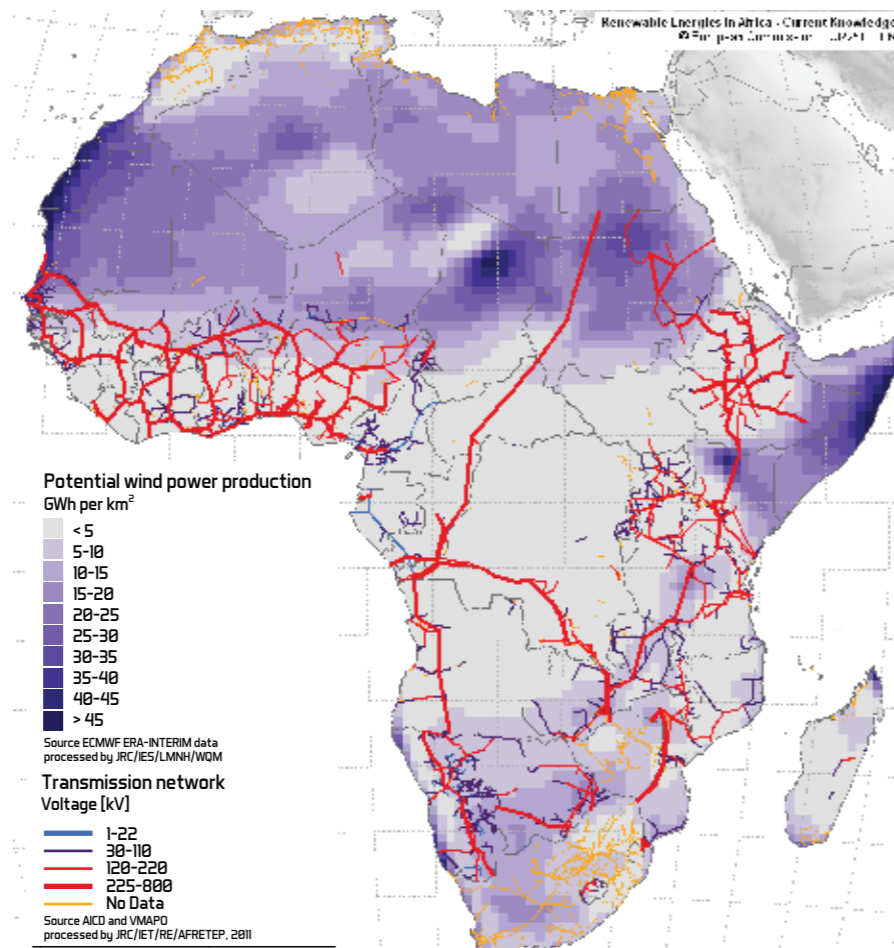 Renewable Energies in Africa - Current Knowledge
Potential wind power production
GWh per km²
< 5
5-10
10-15
15-20
20-25
25-30
30-35
35-40
40-45
> 45
Source ECMWF ERA-INTERIM data
processed by JRC/IES/LMNH/WQM
Transmission network
Voltage [kV]
1-22
30-110
120-220
225-800
No Data
Source AICD and VMAPO
processed by JRC/IET/RE/AFRETEP, 2011